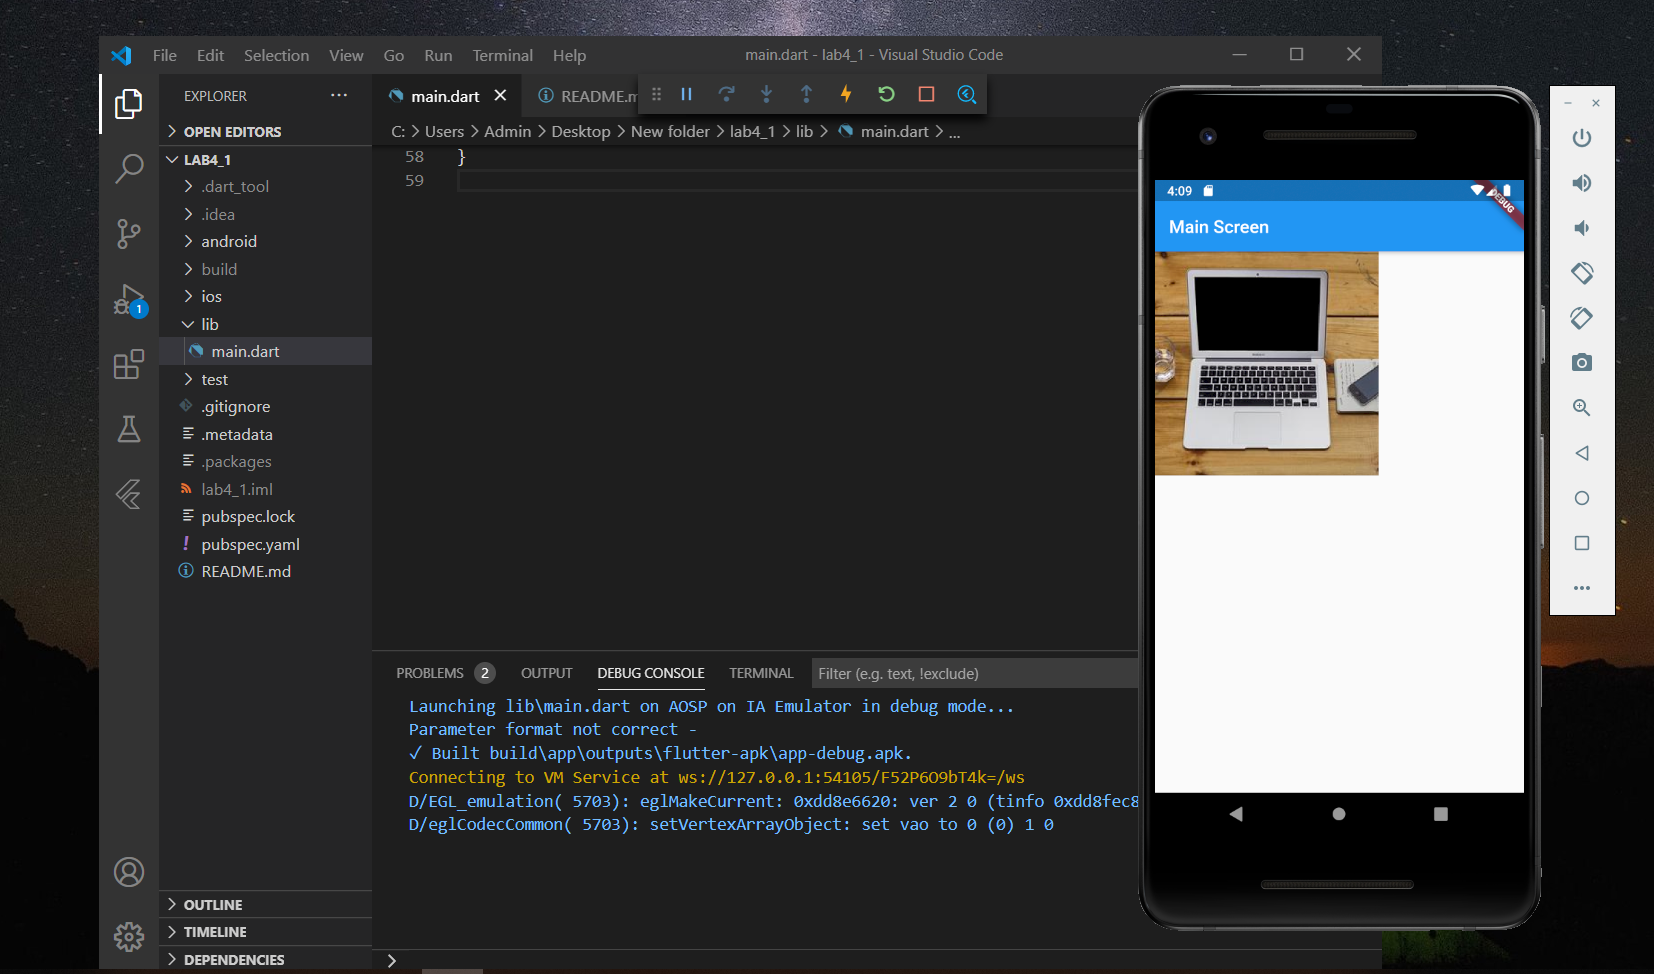 File Edit Selection View Go Run Terminal Help
main.dart - lab4_1 - Visual Studio Code
EXPLORER
OPEN EDITORS
LAB4_1
.dart_tool
.idea
android
build
ios
lib
main.dart
test
.gitignore
.metadata
.packages
lab4_1.iml
pubspec.lock
pubspec.yaml
README.md
OUTLINE
TIMELINE
DEPENDENCIES
1
main.dart
README.m
C: > Users > Admin > Desktop > New folder > lab4_1 > lib > main.dart > ...
58 }
59
PROBLEMS 2 OUTPUT DEBUG CONSOLE TERMINAL Filter (e.g. text, !exclude)
Launching lib\main.dart on AOSP on IA Emulator in debug mode...
Parameter format not correct -
✓ Built build\app\outputs\flutter-apk\app-debug.apk.
Connecting to VM Service at ws://127.0.0.1:54105/F52P6O9bT4k=/ws
D/EGL_emulation( 5703): eglMakeCurrent: 0xdd8e6620: ver 2 0 (tinfo 0xdd8fec8
D/eglCodecCommon( 5703): setVertexArrayObject: set vao to 0 (0) 1 0
4:09
DEBUG
Main Screen